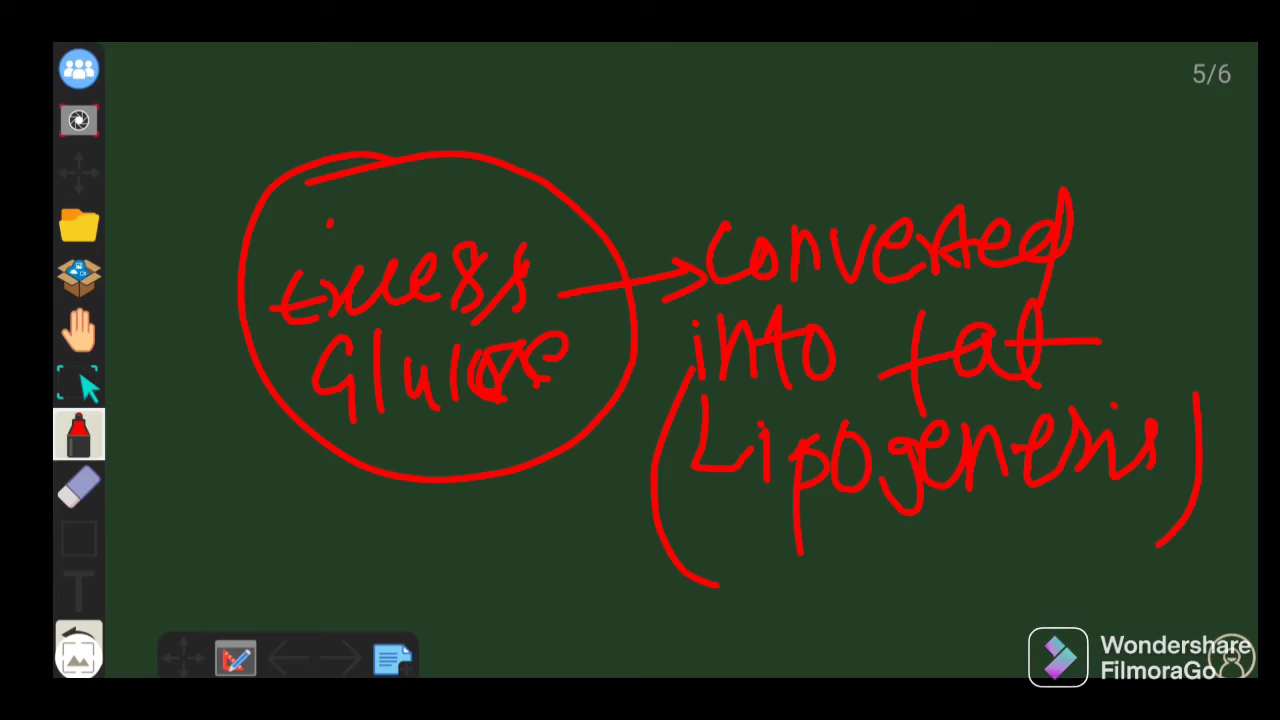 5/6
Excess
Glucose
Converted
into fat
(Lipogenesis)
T
Wondershare
FilmoraGo